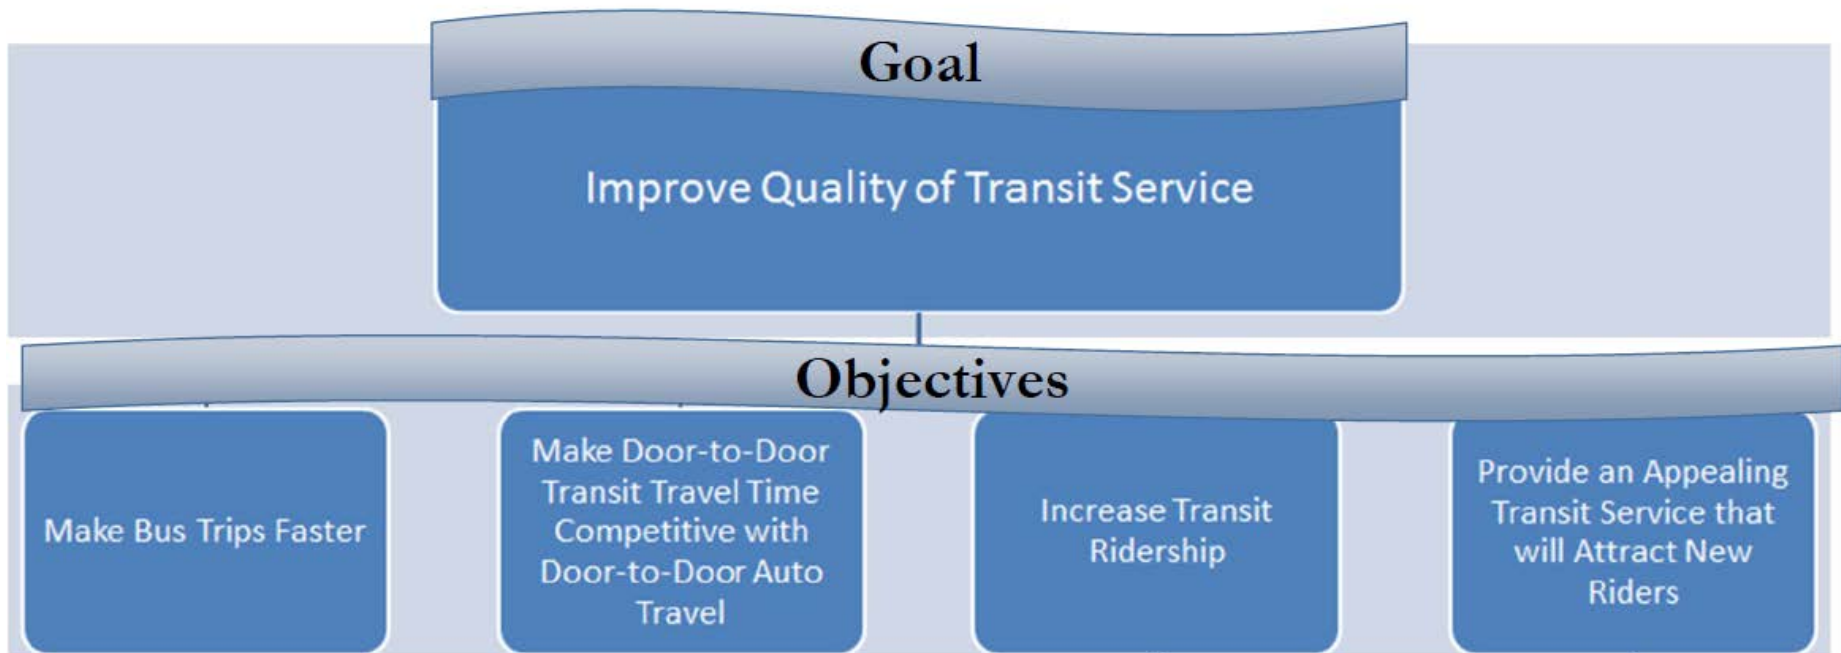 Goal
Improve Quality of Transit Service
Objectives
Make Bus Trips Faster
Make Door-to-Door
Transit Travel Time
Competitive with
Door-to-Door Auto
Travel
Increase Transit
Ridership
Provide an Appealing
Transit Service that
will Attract New
Riders